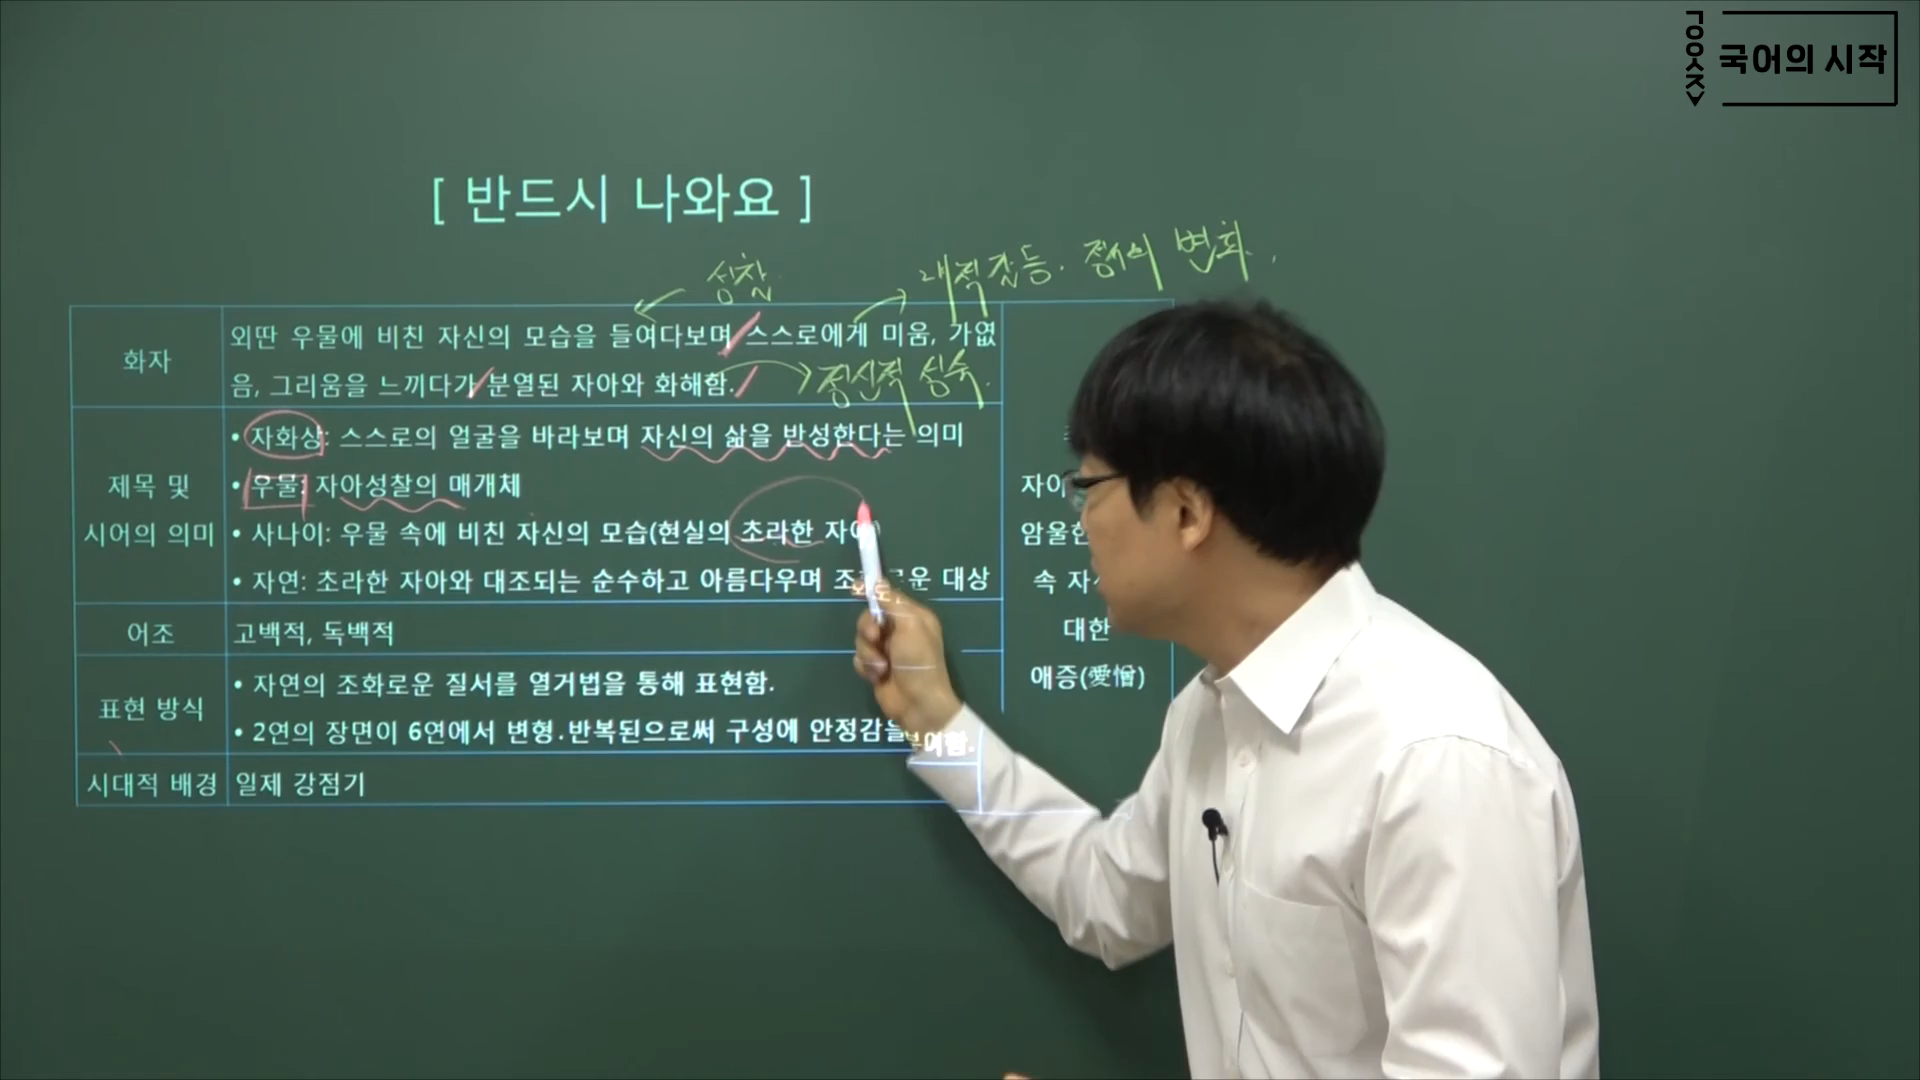 국어의 시작
[ 반드시 나와요 ]
성찰
내적갈등. 정서의 변화.
화자
외딴 우물에 비친 자신의 모습을 들여다보며 스스로에게 미움, 가엾
음, 그리움을 느끼다가 분열된 자아와 화해함.
정신적 성숙.
제목 및
시어의 의미
• 자화상: 스스로의 얼굴을 바라보며 자신의 삶을 반성한다는 의미
• 우물: 자아성찰의 매개체
• 사나이: 우물 속에 비친 자신의 모습(현실의 초라한
• 자연: 초라한 자아와 대조되는 순수하고 아름다우며 조화로운 대상
어조
고백적, 독백적
표현 방식
• 자연의 조화로운 질서를 열거법을 통해 표현함.
• 2연의 장면이 6연에서 변형.반복된으로써 구성에 안정감을 부여함.
시대적 배경
일제 강점기
대한
애증(愛憎)